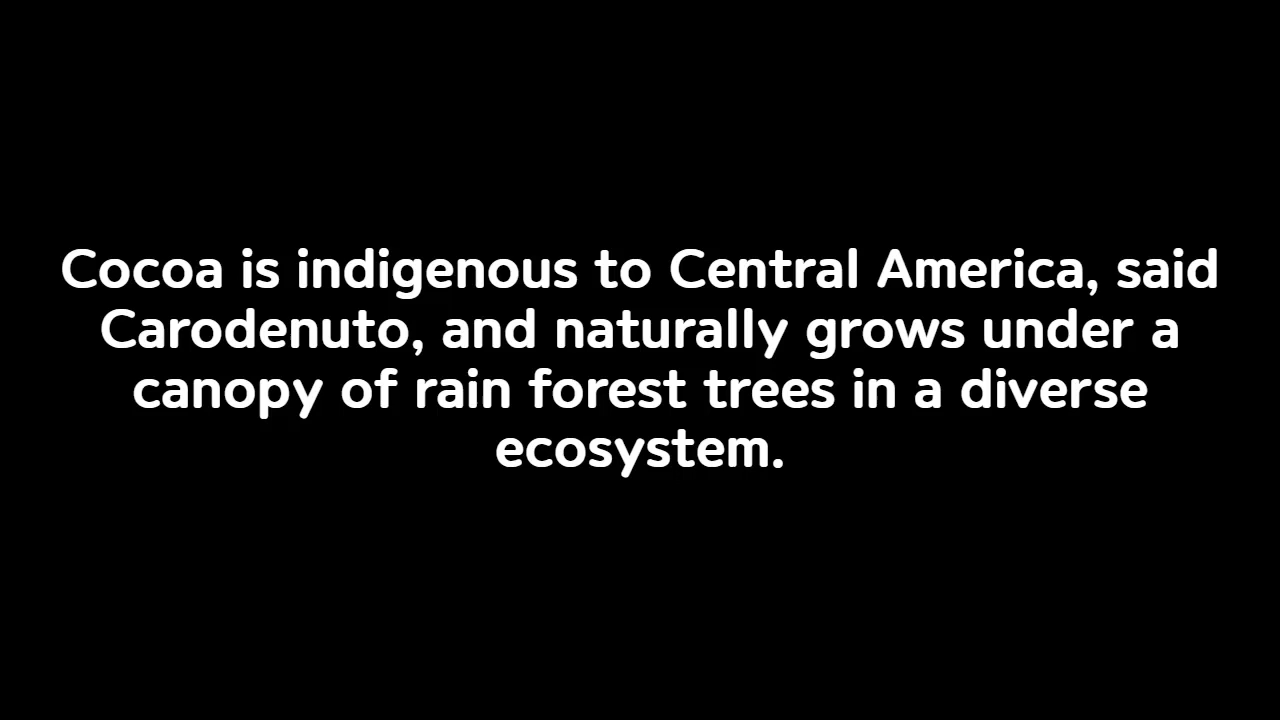 Cocoa is indigenous to Central America, said
Carodenuto, and naturally grows under a
canopy of rain forest trees in a diverse
ecosystem.